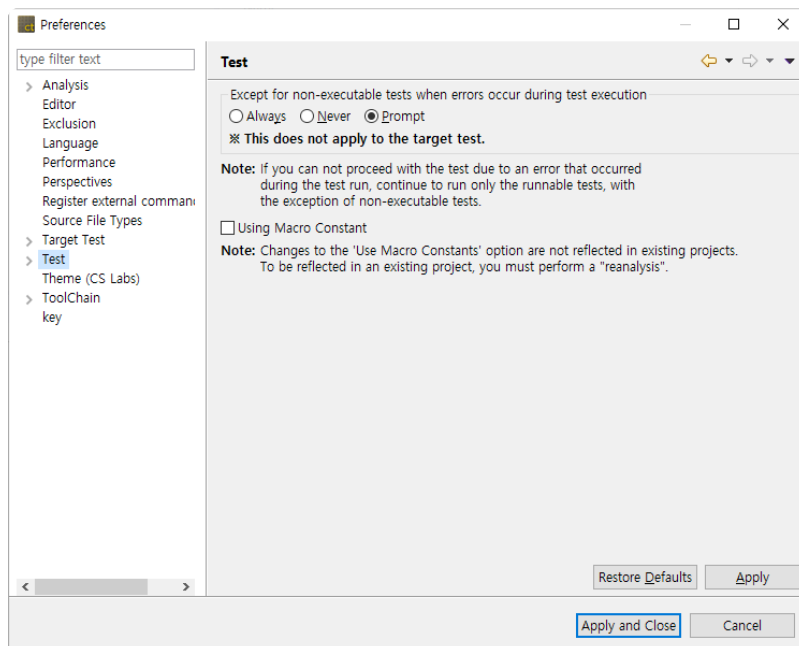 Preferences
type filter text
Analysis
Editor
Exclusion
Language
Performance
Perspectives
Register external comman
Source File Types
Target Test
Test
Theme (CS Labs)
ToolChain
key
Test
Except for non-executable tests when errors occur during test execution
Always Never Prompt
※ This does not apply to the target test.
Note: If you can not proceed with the test due to an error that occurred
during the test run, continue to run only the runnable tests, with
the exception of non-executable tests.
Using Macro Constant
Note: Changes to the 'Use Macro Constants' option are not reflected in existing projects.
To be reflected in an existing project, you must perform a "reanalysis".
Restore Defaults Apply
Apply and Close Cancel